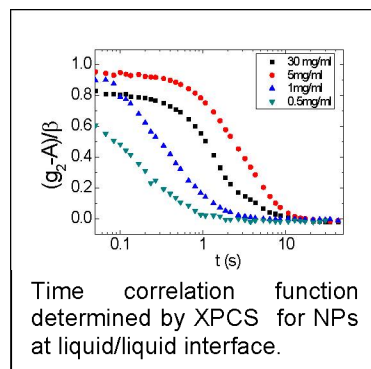 30 mg/ml
5mg/ml
1mg/ml
0.5mg/ml
1.0
0.8
0.6
0.4
0.2
0.0
(g2-A)/β
0.1 1 10
t (s)
Time correlation function
determined by XPCS for NPs
at liquid/liquid interface.